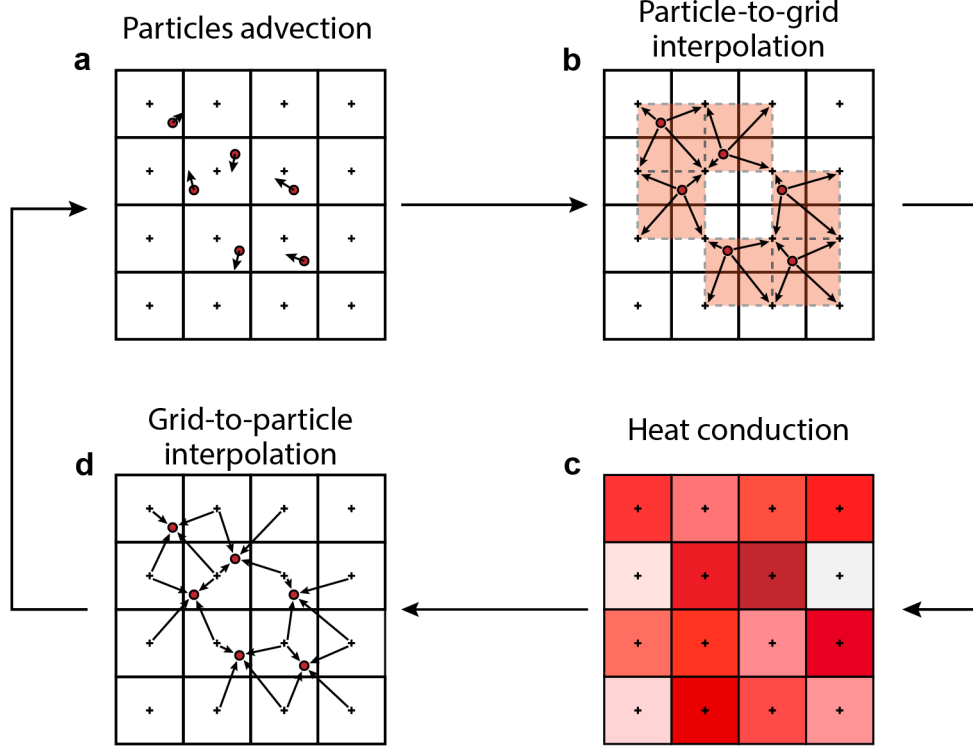 Particles advection
a
Particle-to-grid
interpolation
b
Grid-to-particle
interpolation
d
Heat conduction
c